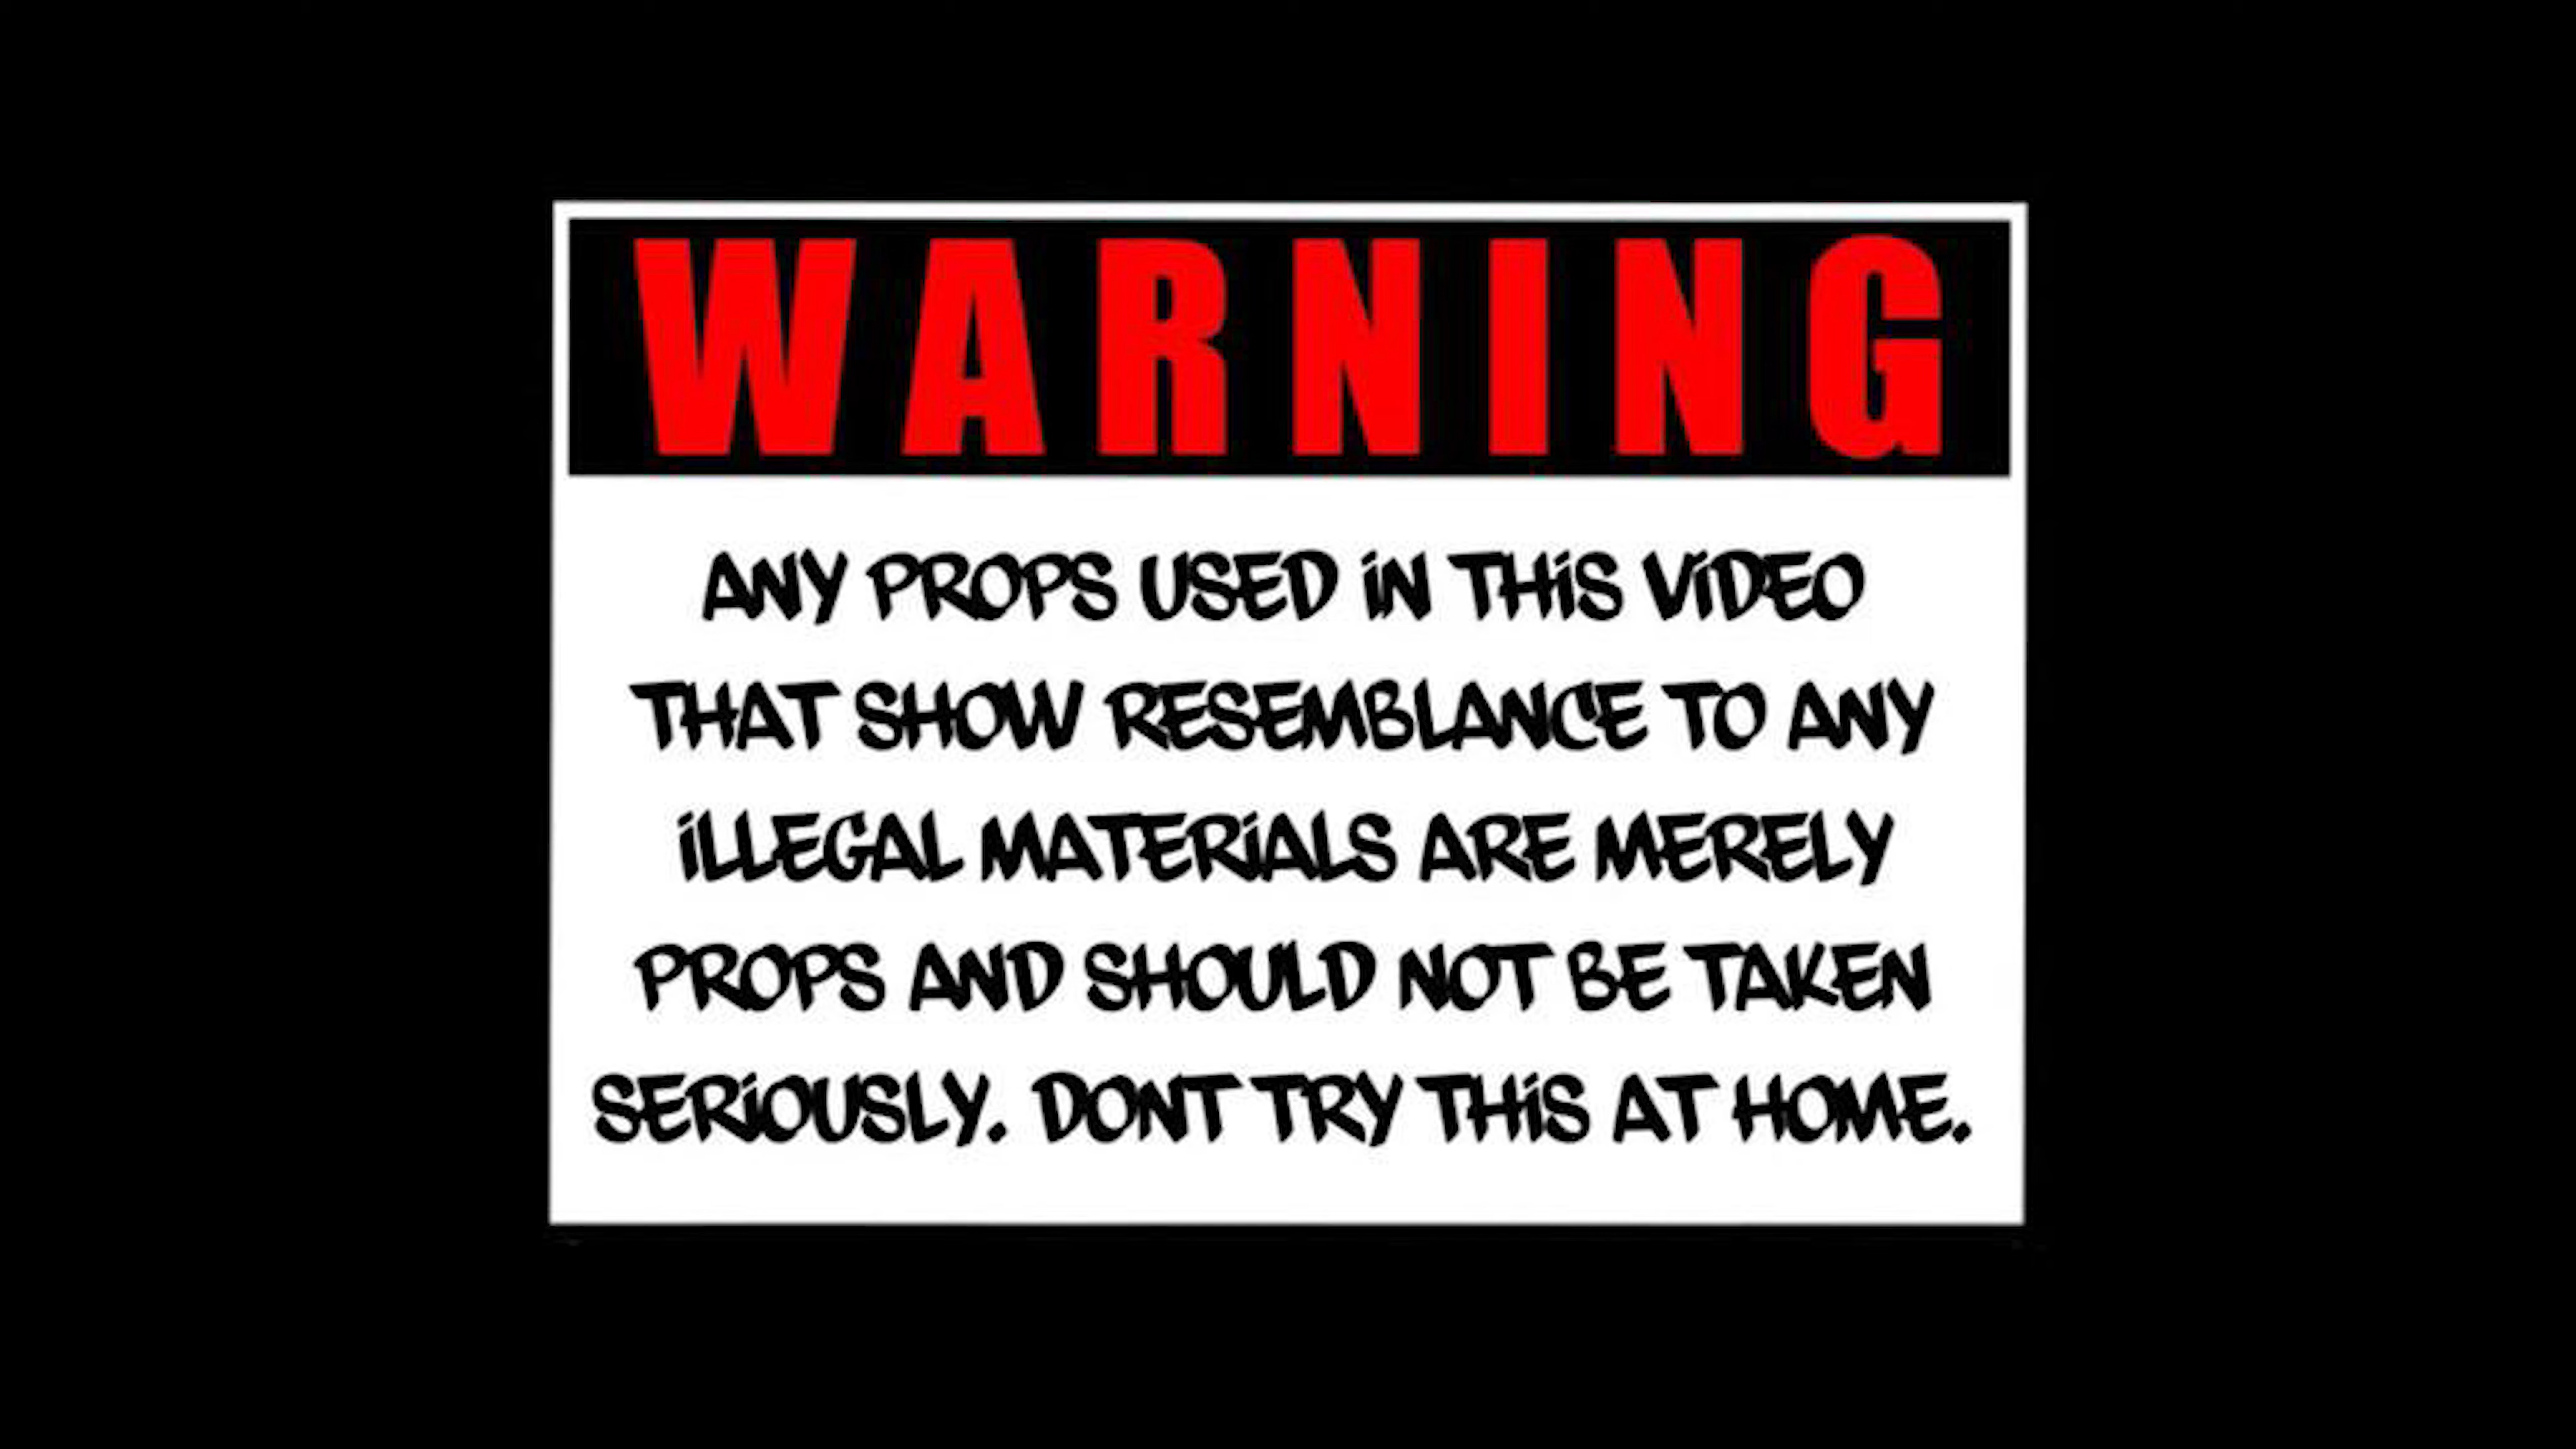 WARNING
ANY PROPS USED iN THiS ViDEO
THAT SHOW RESEMBLANCE TO ANY
iLLEGAL MATERiALS ARE MERELY
PROPS AND SHOULD NOT BE TAKEN
SERiOUSLY. DONT TRY THiS AT HOME.